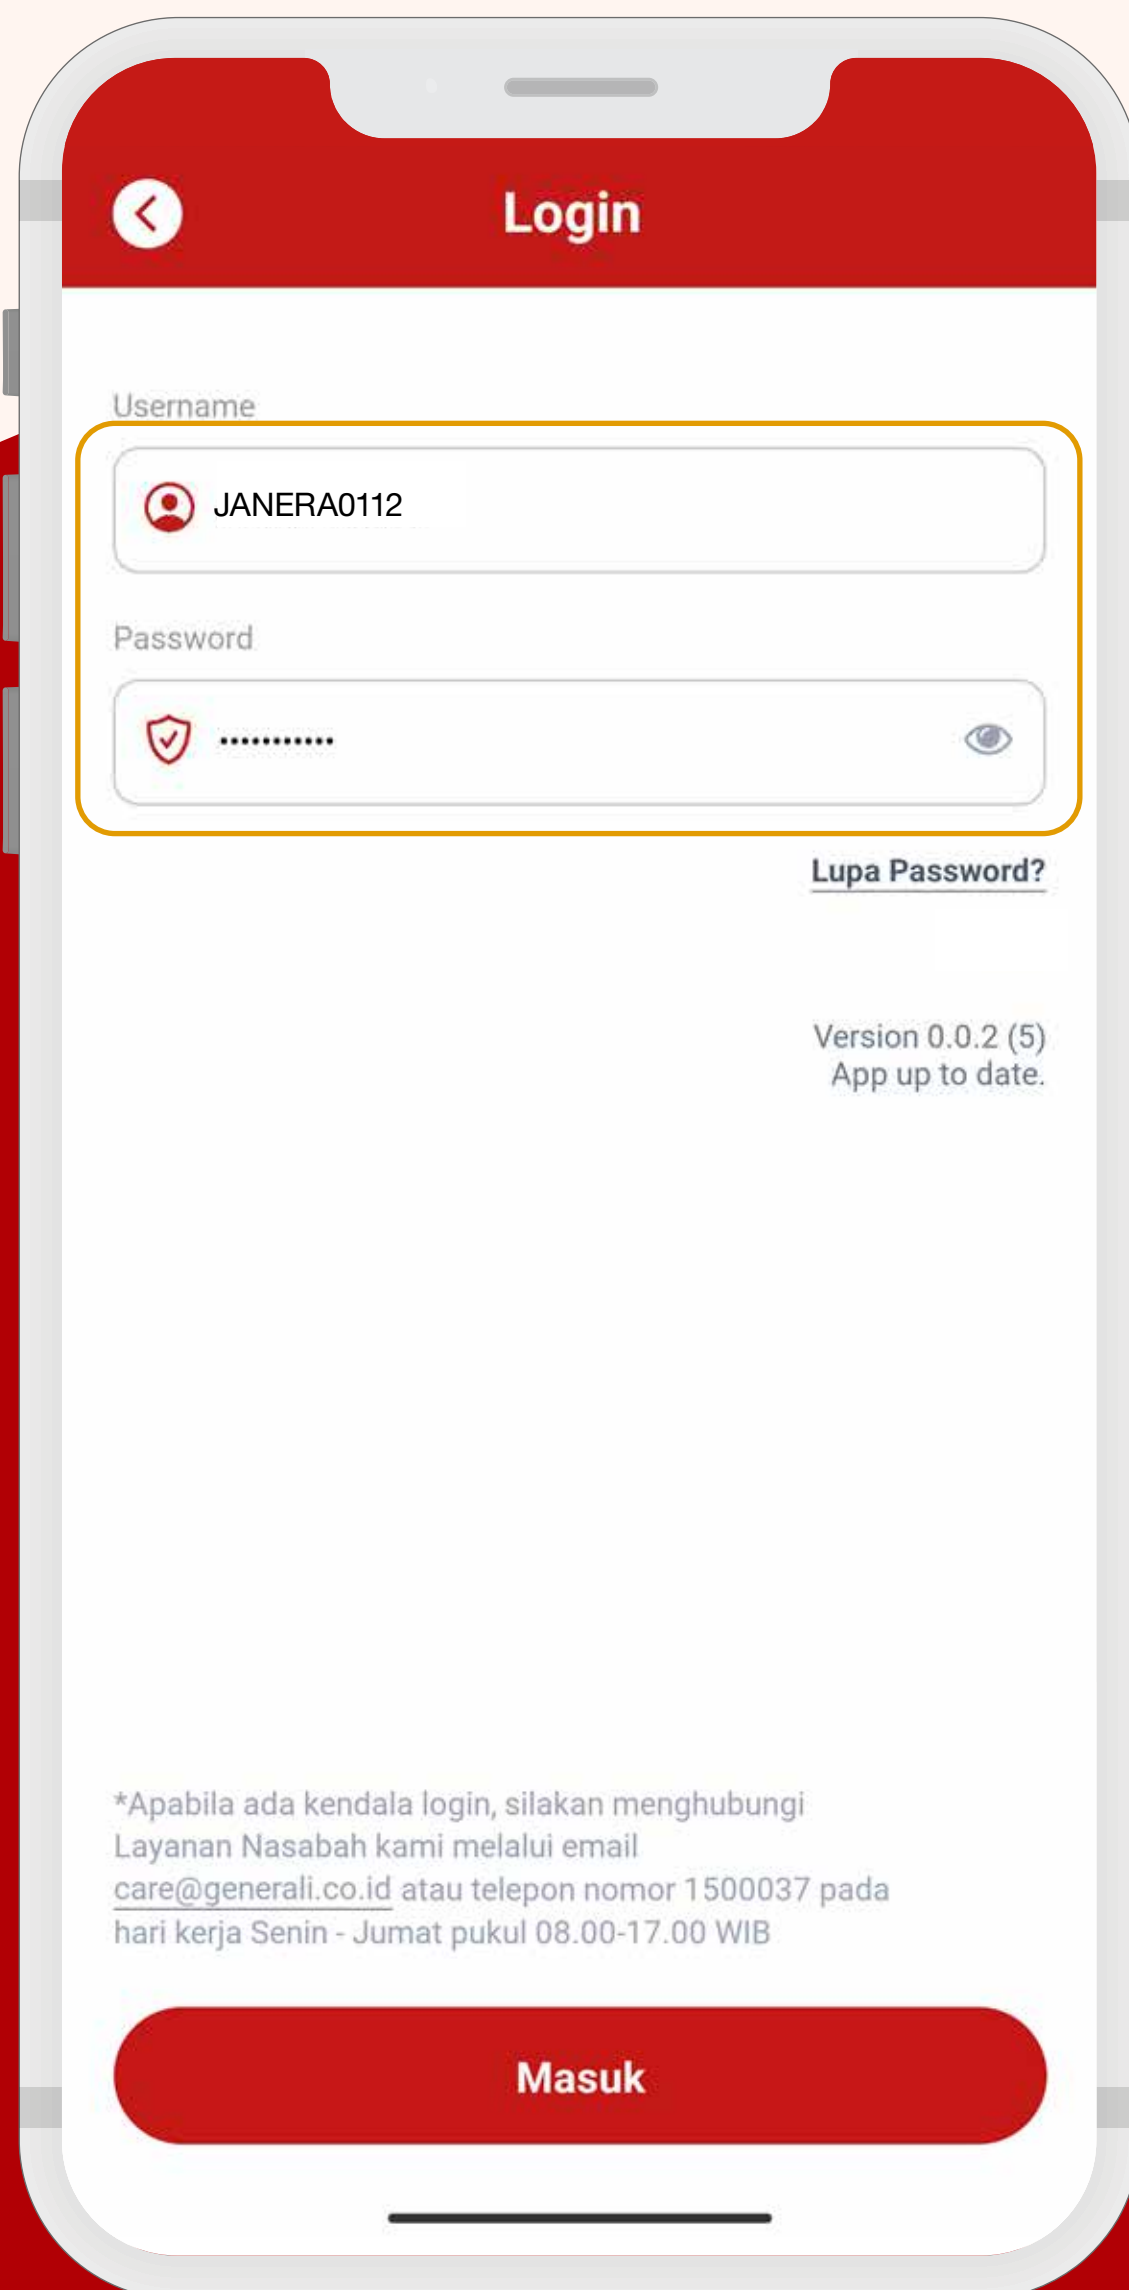 Login
Username
JANERA0112
Password
•••••••••••
Lupa Password?
Version 0.0.2 (5)
App up to date.
*Apabila ada kendala login, silakan menghubungi
Layanan Nasabah kami melalui email
care@generali.co.id atau telepon nomor 1500037 pada
hari kerja Senin - Jumat pukul 08.00-17.00 WIB
Masuk